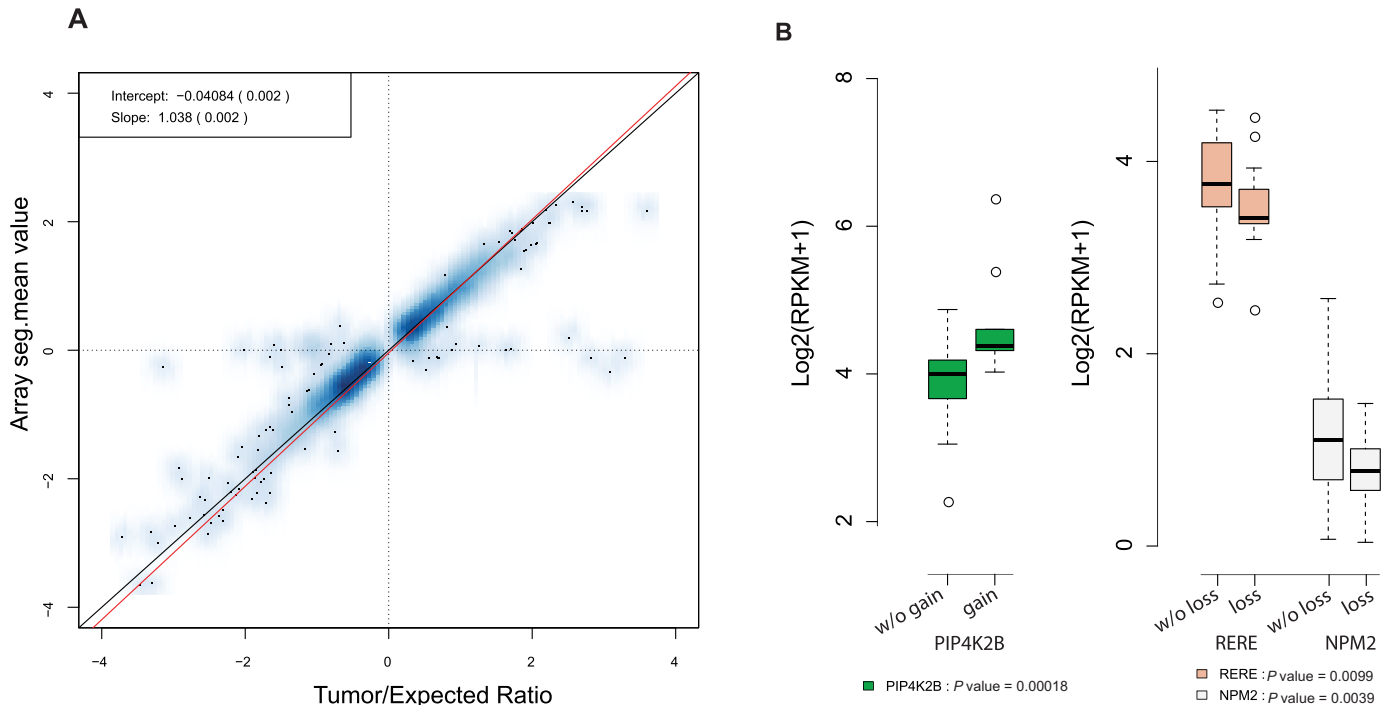 A
Intercept: −0.04084 ( 0.002 )
Slope: 1.038 ( 0.002 )
4
2
0
−2
−4
Array seg.mean value
−4 −2 0 2 4
Tumor/Expected Ratio
B
8
6
4
2
Log2(RPKM+1)
w/o gain gain
PIP4K2B
PIP4K2B : P value = 0.00018
4
2
0
Log2(RPKM+1)
w/o loss loss w/o loss loss
RERE NPM2
RERE : P value = 0.0099
NPM2 : P value = 0.0039